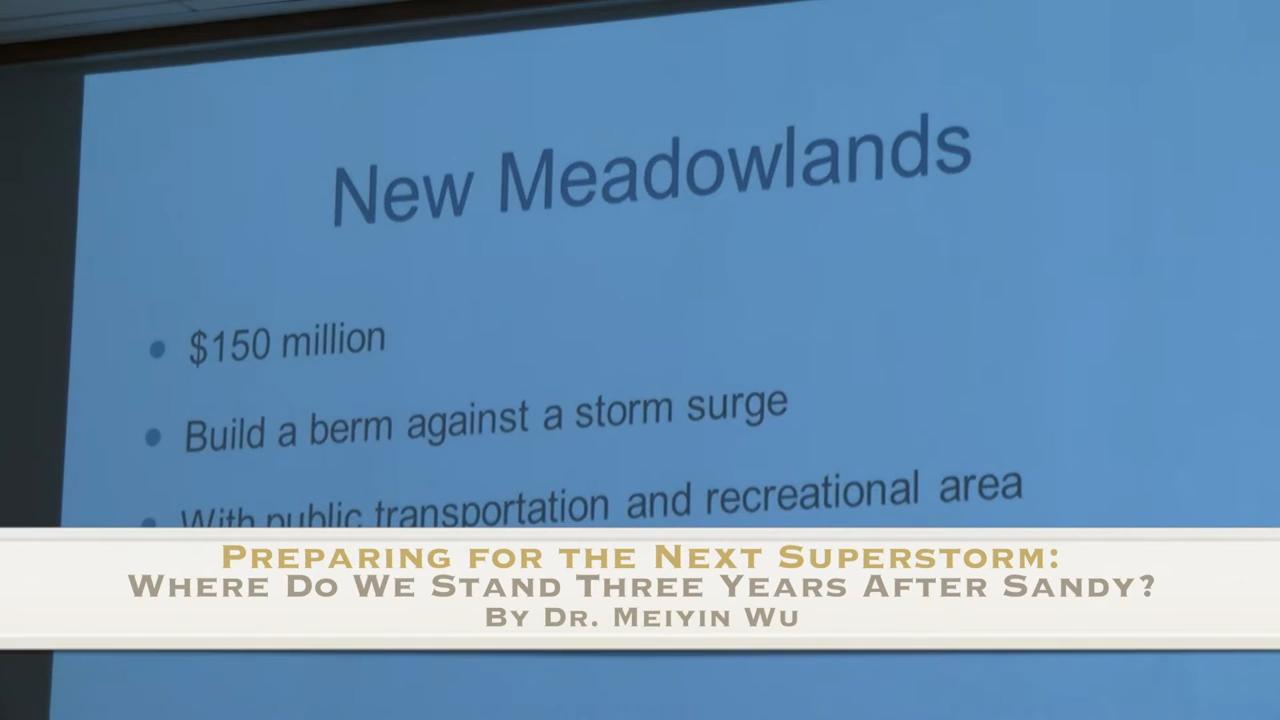 New Meadowlands
• $150 million
• Build a berm against a storm surge
• With public transportation and recreational area
PREPARING FOR THE NEXT SUPERSTORM:
WHERE DO WE STAND THREE YEARS AFTER SANDY?
BY DR. MEIYIN WU